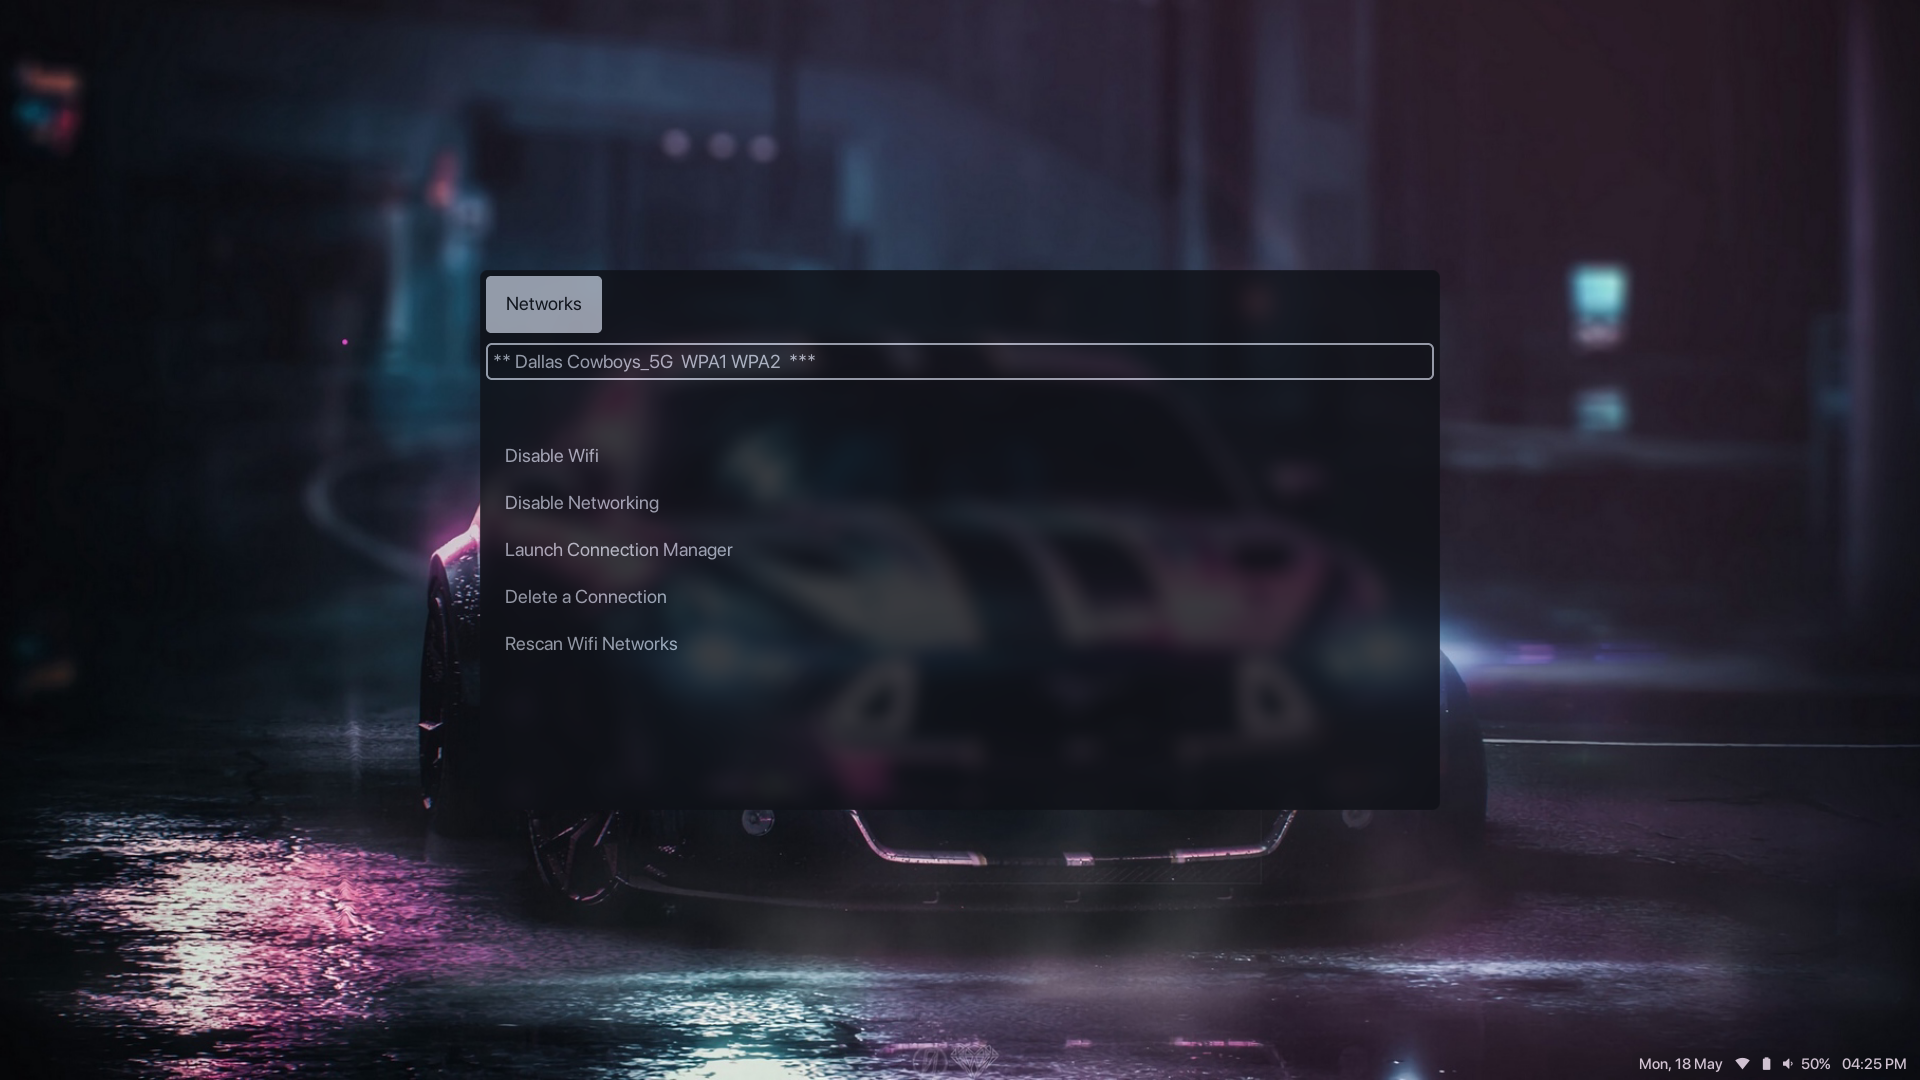 Networks
** Dallas Cowboys_5G  WPA1 WPA2  ***
Disable Wifi
Disable Networking
Launch Connection Manager
Delete a Connection
Rescan Wifi Networks
Mon, 18 May 50% 04:25 PM